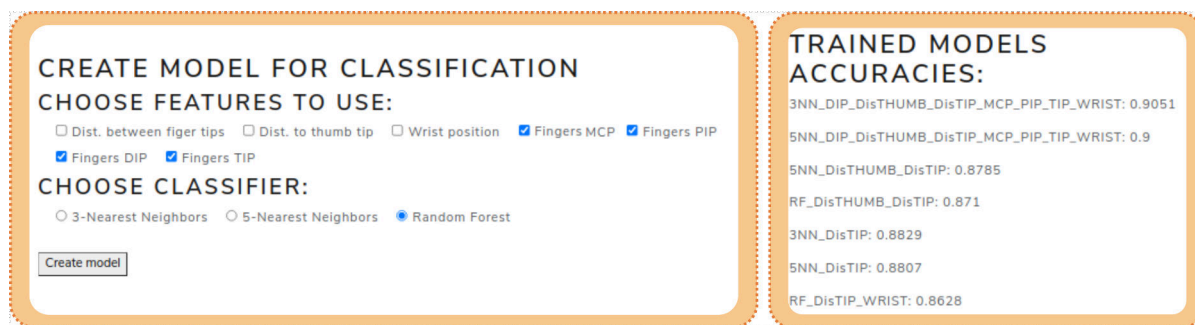 CREATE MODEL FOR CLASSIFICATION
CHOOSE FEATURES TO USE:
Dist. between figer tips Dist. to thumb tip Wrist position Fingers MCP Fingers PIP
Fingers DIP Fingers TIP
CHOOSE CLASSIFIER:
3-Nearest Neighbors 5-Nearest Neighbors Random Forest
Create model
TRAINED MODELS
ACCURACIES:
3NN_DIP_DisTHUMB_DisTIP_MCP_PIP_TIP_WRIST: 0.9051
5NN_DIP_DisTHUMB_DisTIP_MCP_PIP_TIP_WRIST: 0.9
5NN_DisTHUMB_DisTIP: 0.8785
RF_DisTHUMB_DisTIP: 0.871
3NN_DisTIP: 0.8829
5NN_DisTIP: 0.8807
RF_DisTIP_WRIST: 0.8628